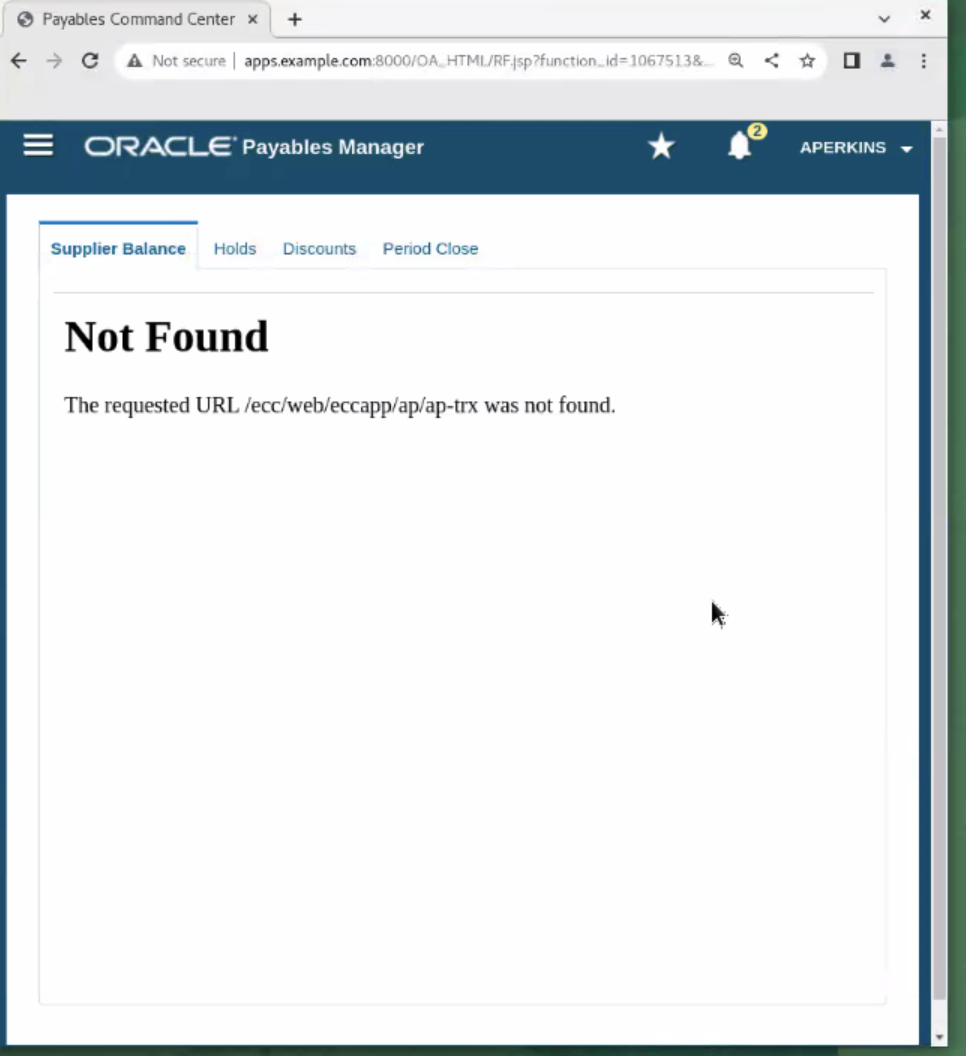 Payables Command Center
Not secure | apps.example.com:8000/OA_HTML/RF.jsp?function_id=1067513&...
ORACLE Payables Manager
2
APERKINS
Supplier Balance
Holds
Discounts
Period Close
Not Found
The requested URL /ecc/web/eccapp/ap/ap-trx was not found.